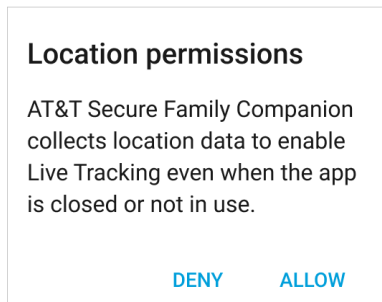 Location permissions
AT&T Secure Family Companion
collects location data to enable
Live Tracking even when the app
is closed or not in use.
DENY ALLOW